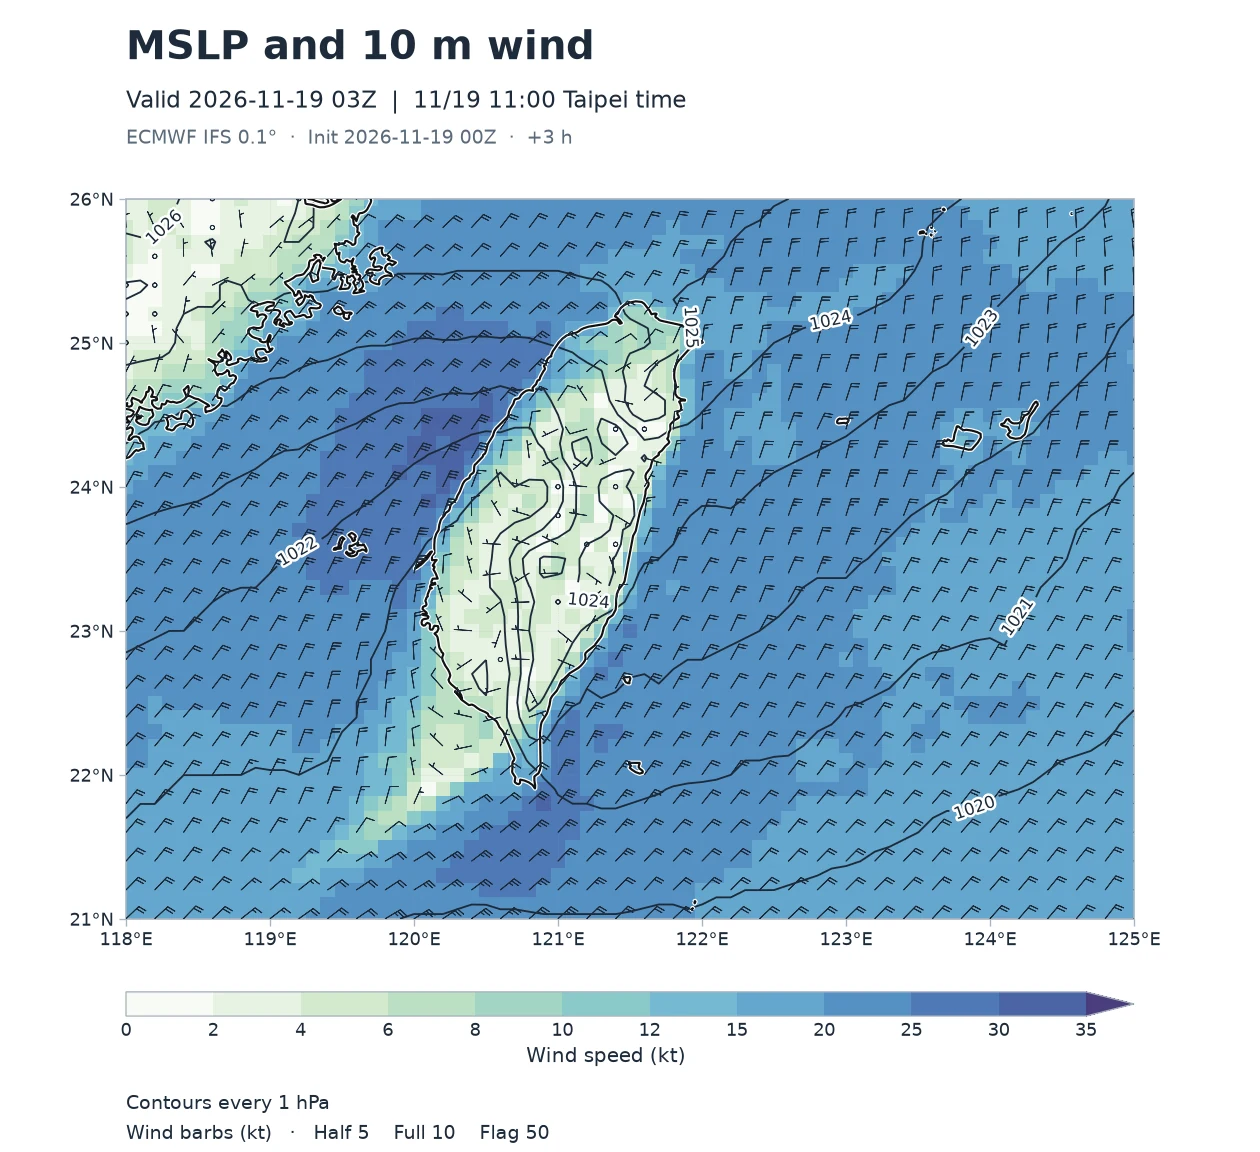 MSLP and 10 m wind
Valid 2026-11-19 03Z | 11/19 11:00 Taipei time
ECMWF IFS 0.1° · Init 2026-11-19 00Z · +3 h
26°N
1026
1025
1024
1023
25°N
24°N
1022
1024
1021
23°N
22°N
1020
21°N
118°E 119°E 120°E 121°E 122°E 123°E 124°E 125°E
0 2 4 6 8 10 12 15 20 25 30 35
Wind speed (kt)
Contours every 1 hPa
Wind barbs (kt) · Half 5 Full 10 Flag 50